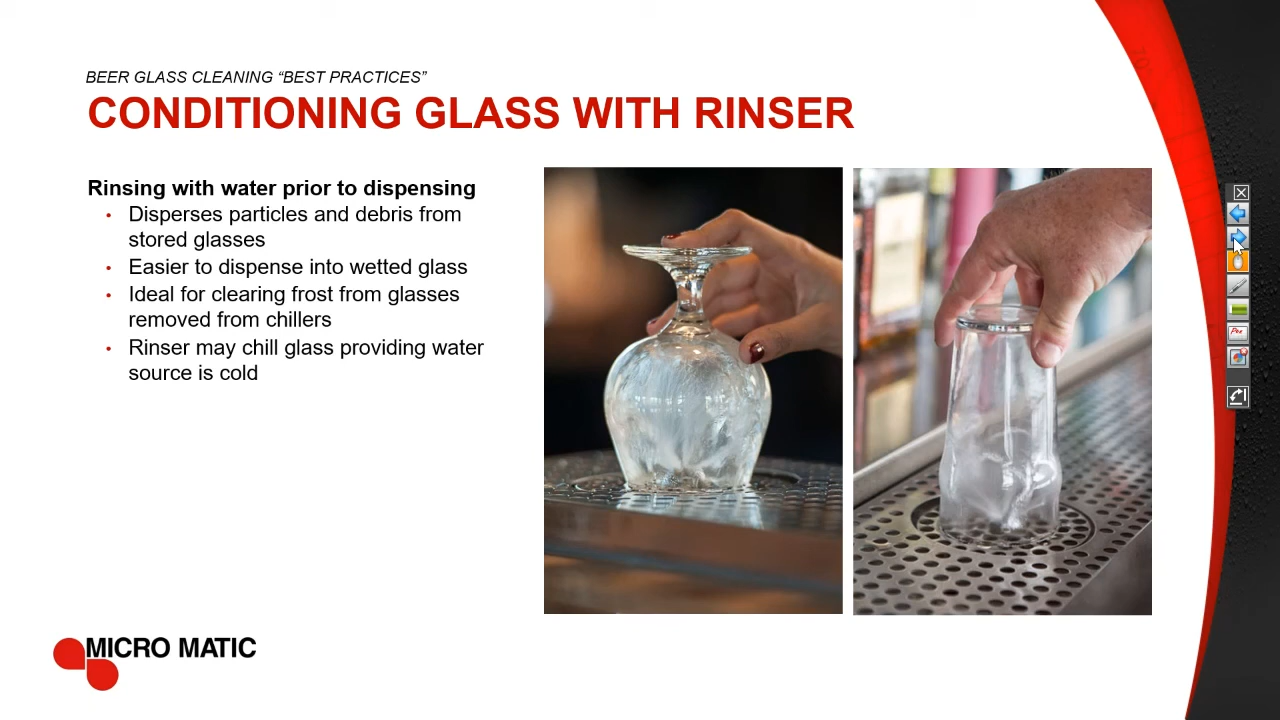 BEER GLASS CLEANING “BEST PRACTICES”
CONDITIONING GLASS WITH RINSER
Rinsing with water prior to dispensing
• Disperses particles and debris from
stored glasses
• Easier to dispense into wetted glass
• Ideal for clearing frost from glasses
removed from chillers
• Rinser may chill glass providing water
source is cold
MICRO MATIC